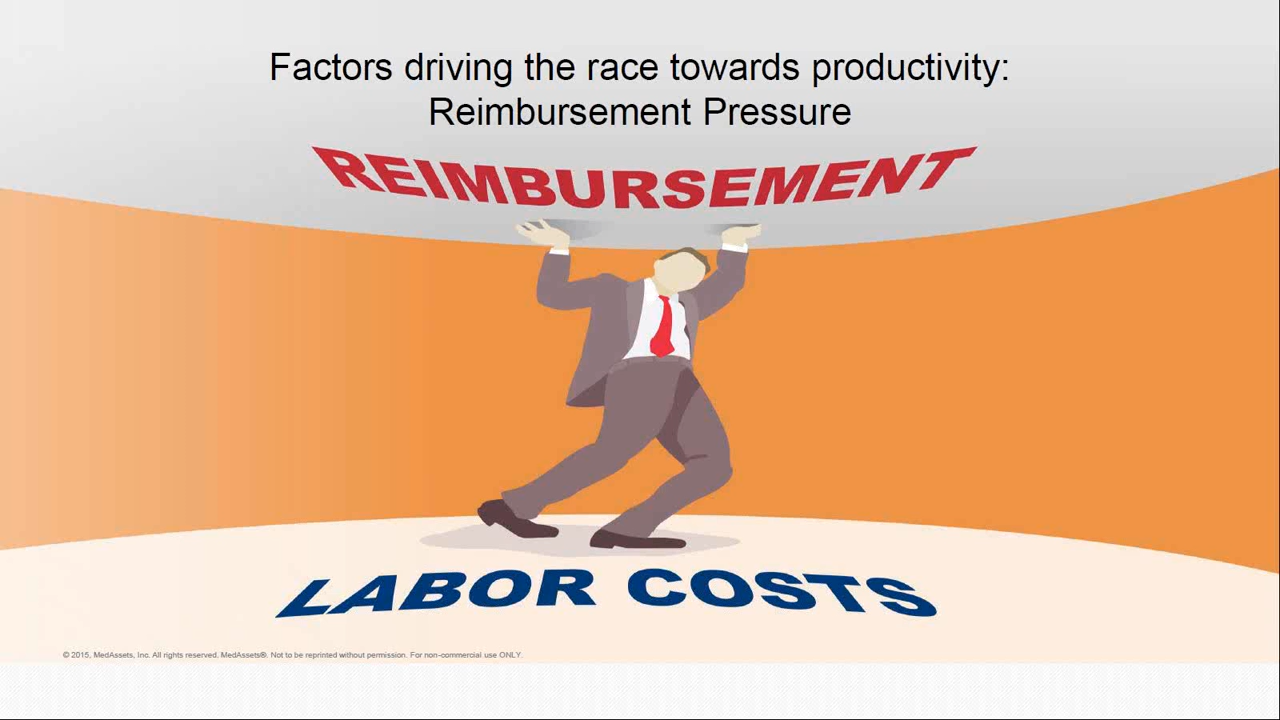 Factors driving the race towards productivity:
Reimbursement Pressure
REIMBURSEMENT
LABOR COSTS
© 2015, MedAssets, Inc. All rights reserved. MedAssets®. Not to be reprinted without permission. For non-commercial use ONLY.